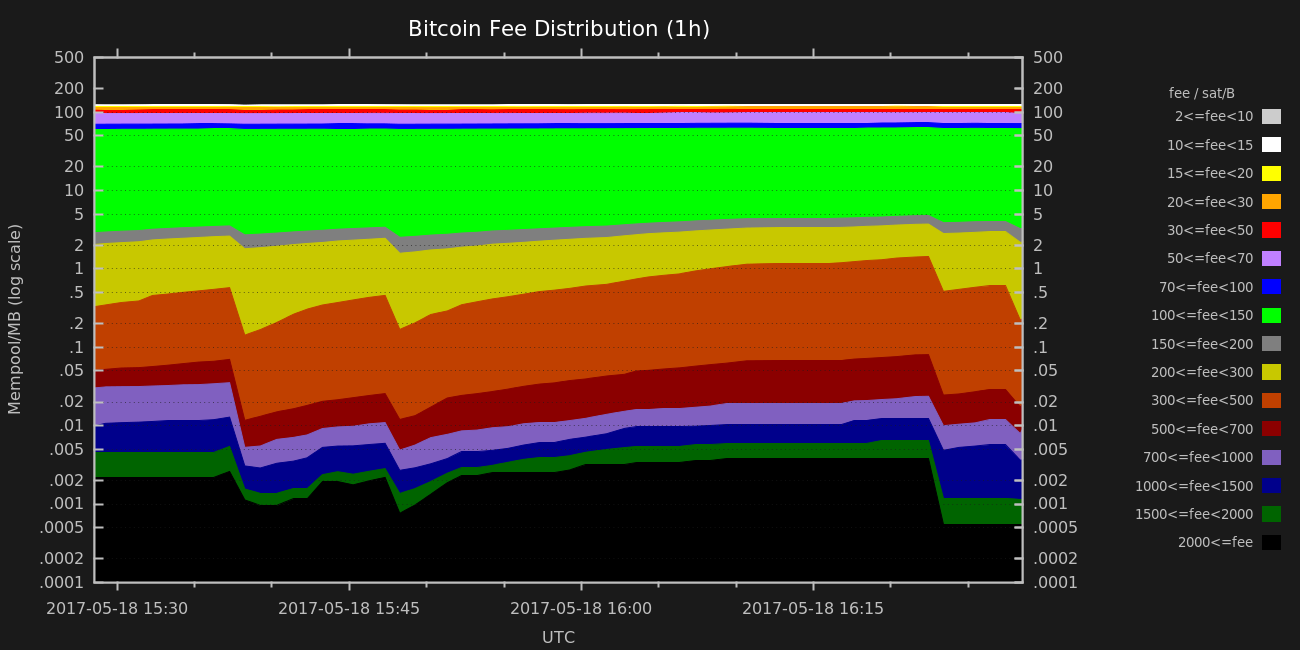 Bitcoin Fee Distribution (1h)
Mempool/MB (log scale)
500
200
100
50
20
10
5
2
1
.5
.2
.1
.05
.02
.01
.005
.002
.001
.0005
.0002
.0001
500
200
100
50
20
10
5
2
1
.5
.2
.1
.05
.02
.01
.005
.002
.001
.0005
.0002
.0001
2017-05-18 15:30
2017-05-18 15:45
2017-05-18 16:00
2017-05-18 16:15
UTC
fee / sat/B
2<=fee<10
10<=fee<15
15<=fee<20
20<=fee<30
30<=fee<50
50<=fee<70
70<=fee<100
100<=fee<150
150<=fee<200
200<=fee<300
300<=fee<500
500<=fee<700
700<=fee<1000
1000<=fee<1500
1500<=fee<2000
2000<=fee